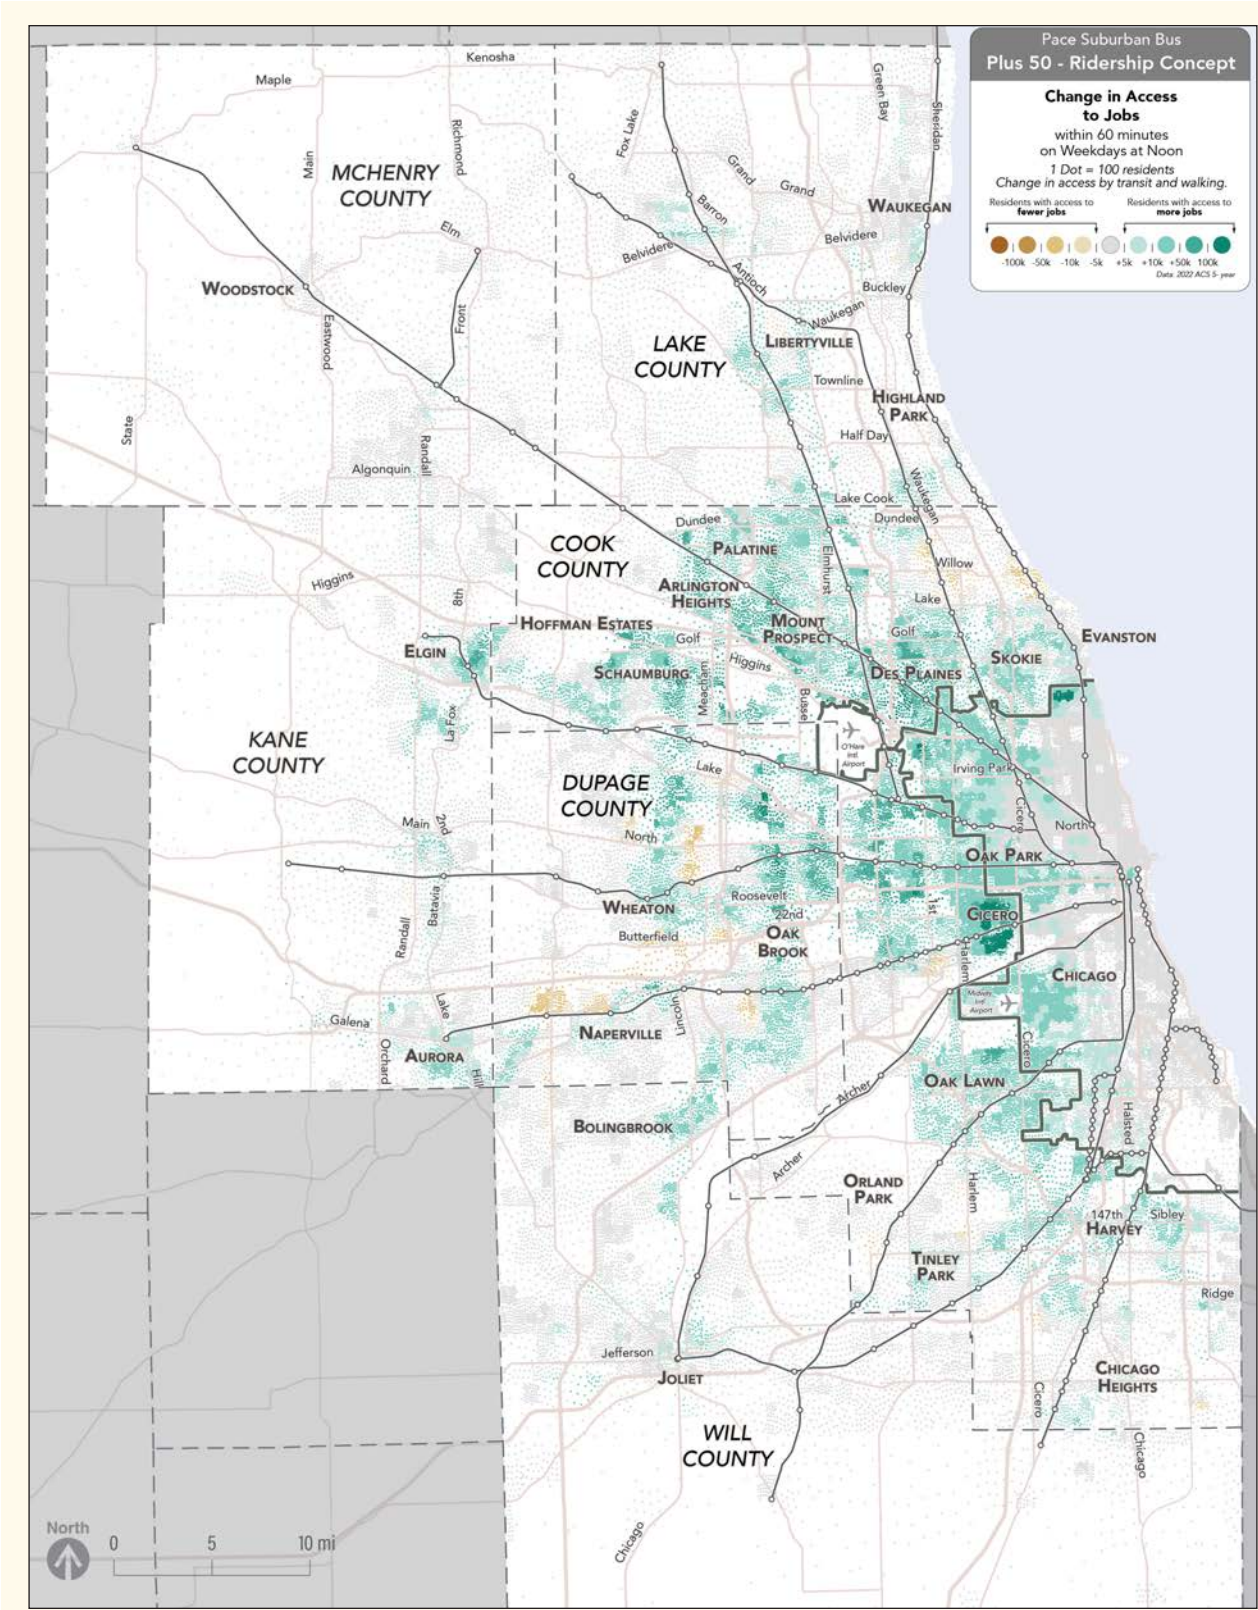 Pace Suburban Bus
Plus 50 - Ridership Concept
Change in Access
to Jobs
within 60 minutes
on Weekdays at Noon
1 Dot = 100 residents
Change in access by transit and walking.
Residents with access to
fewer jobs
Residents with access to
more jobs
-100k -50k -10k -5k +5k +10k +50k 100k
Data: 2022 ACS 5- year
Kenosha
Maple
Green Bay
Sheridan
Fox Lake
Richmond
Main
MCHENRY
COUNTY
Grand
Grand
Barron
WAUKEGAN
Elm
Belvidere
Belvidere
Antioch
WOODSTOCK
Buckley
Eastwood
Front
Waukegan
LIBERTYVILLE
LAKE
COUNTY
Townline
HIGHLAND
PARK
State
Randall
Half Day
Algonquin
Waukegan
Lake Cook
Dundee
Dundee
COOK
COUNTY
PALATINE
Elmhurst
Willow
Higgins
8th
ARLINGTON
HEIGHTS
Lake
HOFFMAN ESTATES
MOUNT
PROSPECT
Golf
Golf
EVANSTON
ELGIN
SCHAUMBURG
Higgins
Meacham
DES PLAINES
SKOKIE
Busse
La Fox
KANE
COUNTY
O'Hare
Intl.
Airport
Lake
Irving Park
DUPAGE
COUNTY
Cicero
Main
2nd
North
North
OAK PARK
Batavia
Randall
Roosevelt
1st
WHEATON
22nd
CICERO
Butterfield
OAK
BROOK
Harlem
CHICAGO
Lake
Midway
Intl.
Airport
Galena
Lincoln
NAPERVILLE
Orchard
AURORA
Hill
Cicero
OAK LAWN
Archer
BOLINGBROOK
Halsted
Archer
ORLAND
PARK
Harlem
147th
Sibley
HARVEY
TINLEY
PARK
Ridge
Jefferson
JOLIET
CHICAGO
HEIGHTS
Cicero
WILL
COUNTY
Chicago
Chicago
North
0 5 10 mi